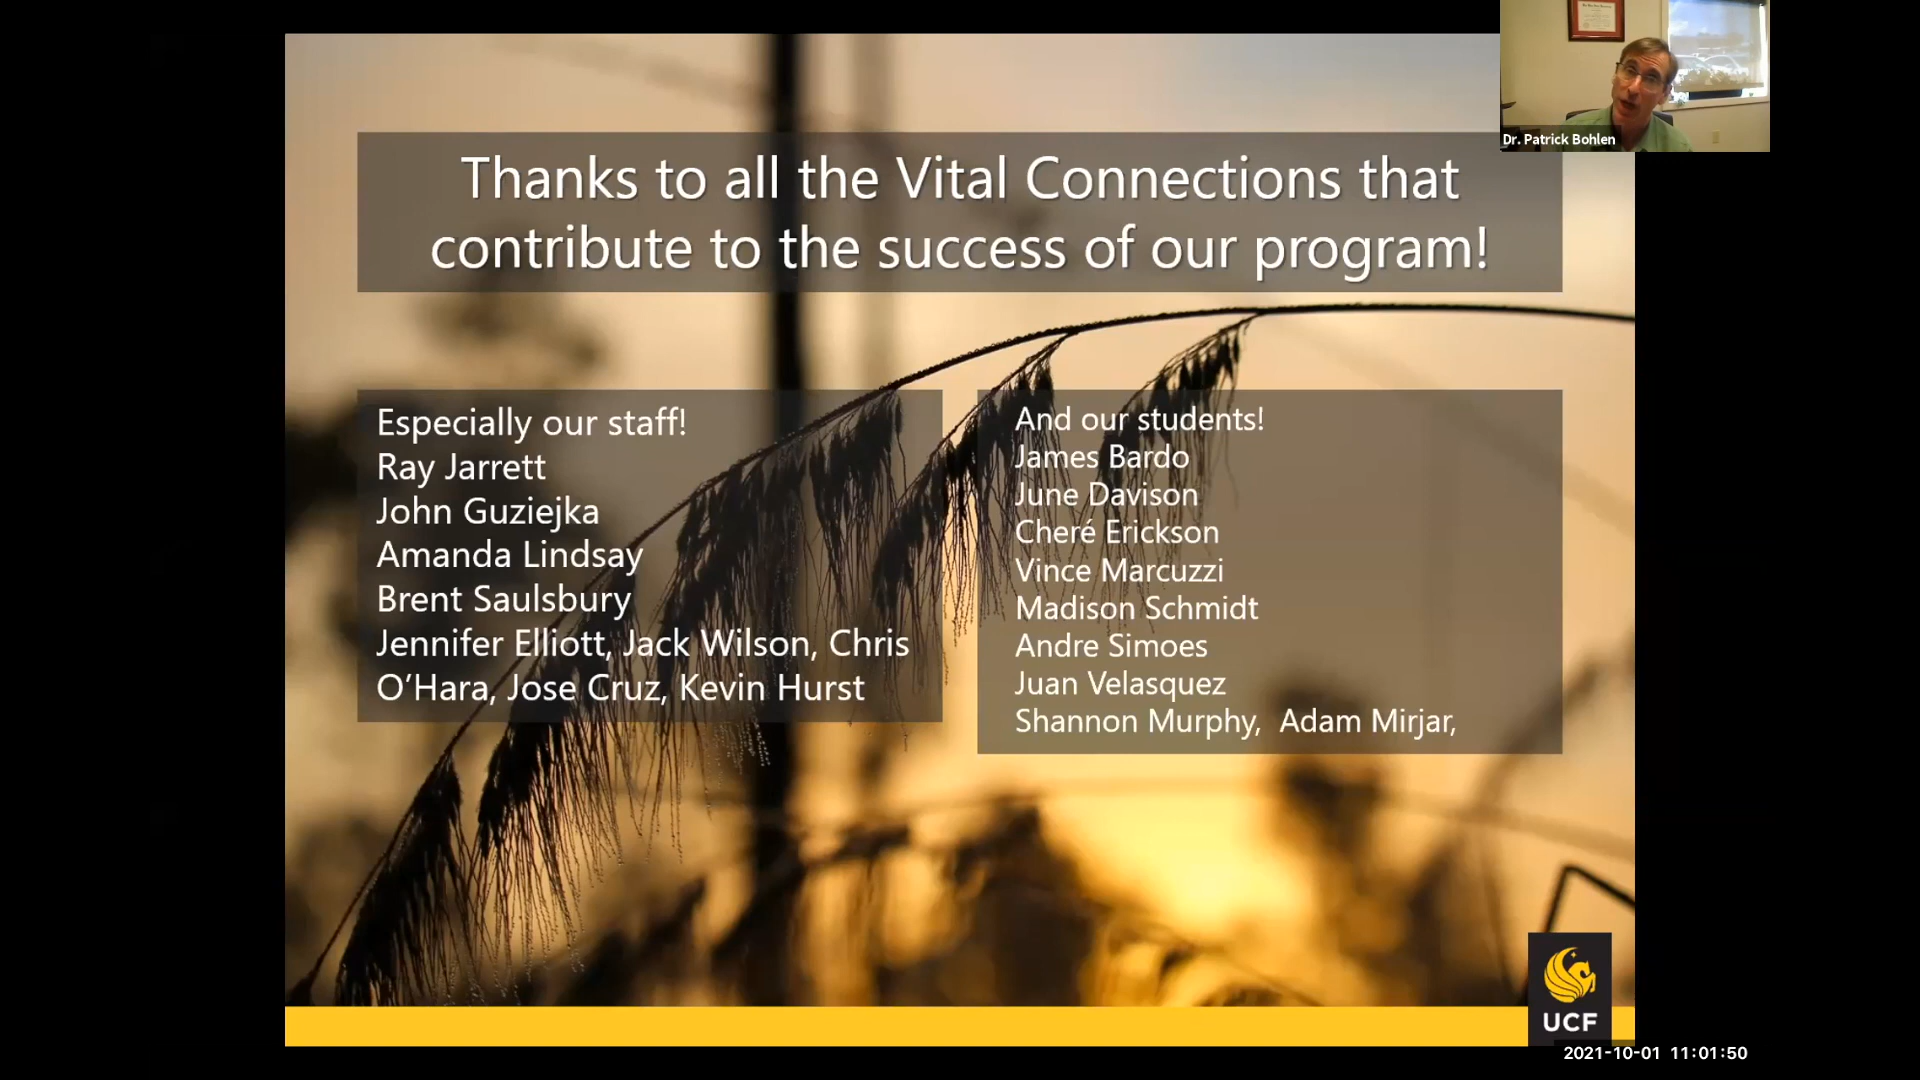 Dr. Patrick Bohlen
Thanks to all the Vital Connections that
contribute to the success of our program!
Especially our staff!
Ray Jarrett
John Guziejka
Amanda Lindsay
Brent Saulsbury
Jennifer Elliott, Jack Wilson, Chris
O’Hara, Jose Cruz, Kevin Hurst
And our students!
James Bardo
June Davison
Cheré Erickson
Vince Marcuzzi
Madison Schmidt
Andre Simoes
Juan Velasquez
Shannon Murphy,  Adam Mirjar,
UCF
2021-10-01 11:01:50